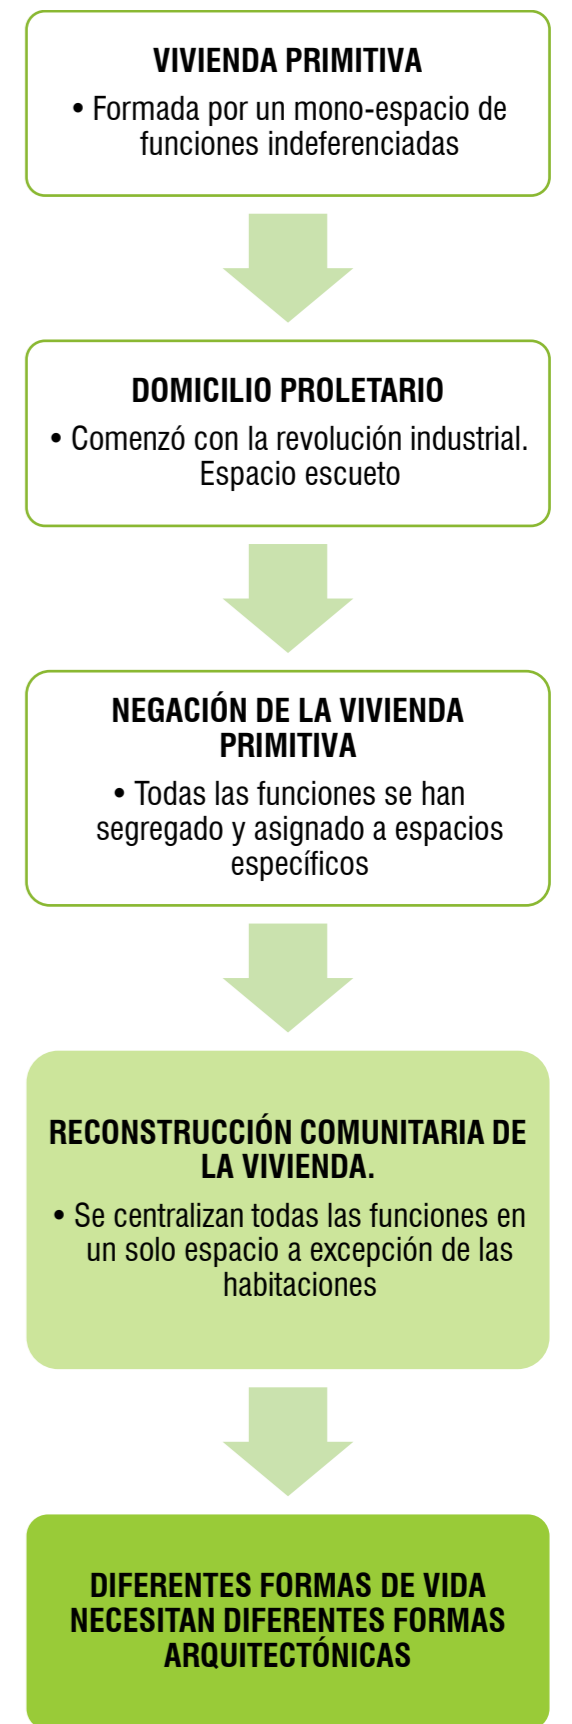 VIVIENDA PRIMITIVA
• Formada por un mono-espacio de
funciones indeferenciadas
DOMICILIO PROLETARIO
• Comenzó con la revolución industrial.
Espacio escueto
NEGACIÓN DE LA VIVIENDA
PRIMITIVA
• Todas las funciones se han
segregado y asignado a espacios
específicos
RECONSTRUCCIÓN COMUNITARIA DE
LA VIVIENDA.
• Se centralizan todas las funciones en
un solo espacio a excepción de las
habitaciones
DIFERENTES FORMAS DE VIDA
NECESITAN DIFERENTES FORMAS
ARQUITECTÓNICAS